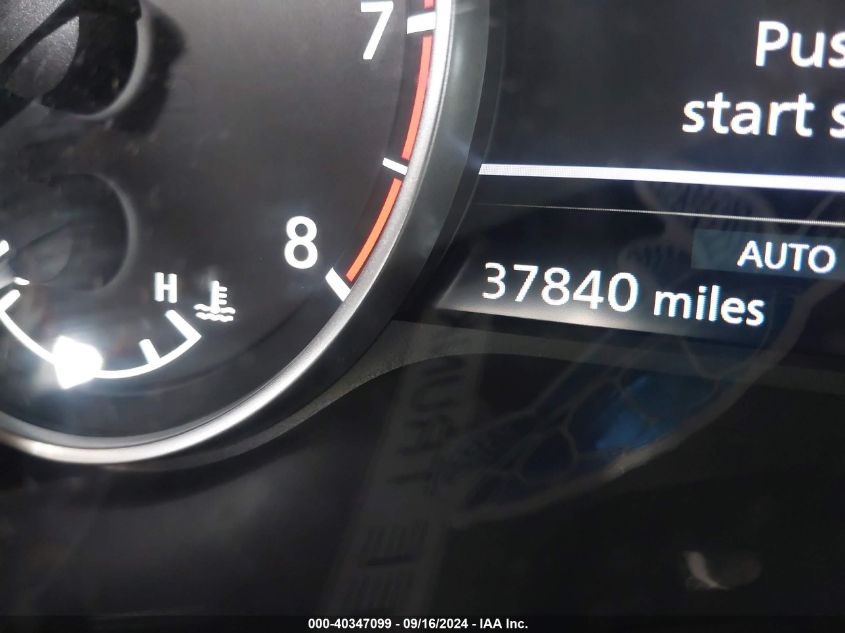 7
Pus
start s
8
AUTO
H
37840 miles
000-40347099 - 09/16/2024 - IAA Inc.